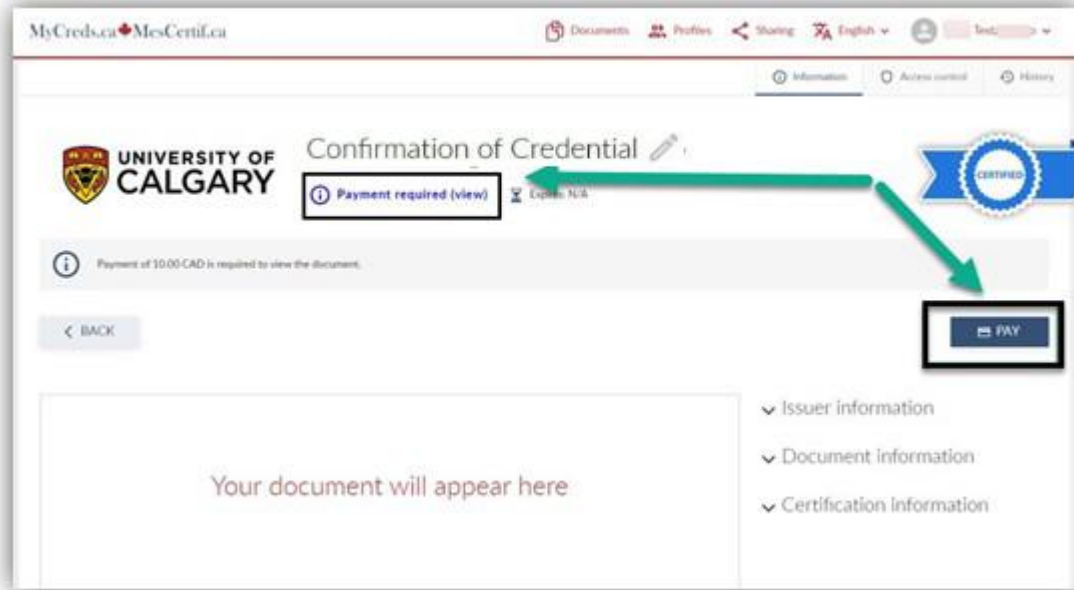 MyCreds.ca MesCertif.ca
Documents Profiles Sharing English Test
Information Access control History
UNIVERSITY OF CALGARY
Confirmation of Credential
Payment required (view) Expires: N/A
CERTIFIED
Payment of 10.00 CAD is required to view the document.
BACK
PAY
Issuer information
Your document will appear here
Document information
Certification information